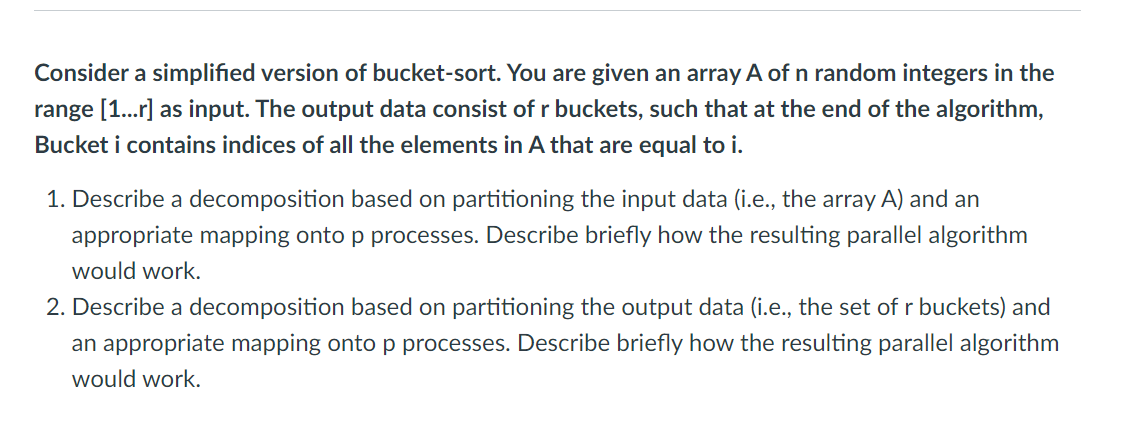 Consider a simplified version of bucket-sort. You are given an array A of n random integers in the
range [1...r] as input. The output data consist of r buckets, such that at the end of the algorithm,
Bucket i contains indices of all the elements in A that are equal to i.
1. Describe a decomposition based on partitioning the input data (i.e., the array A) and an
appropriate mapping onto p processes. Describe briefly how the resulting parallel algorithm
would work.
2. Describe a decomposition based on partitioning the output data (i.e., the set of r buckets) and
an appropriate mapping onto p processes. Describe briefly how the resulting parallel algorithm
would work.